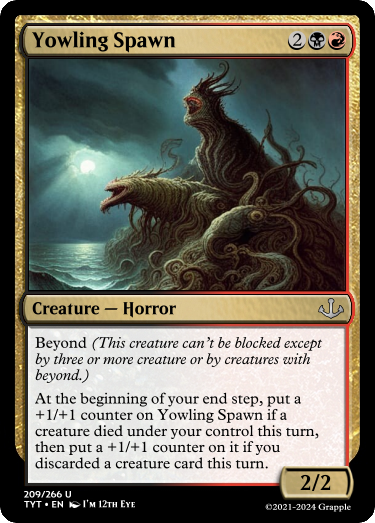 Yowling Spawn 2
Creature — Horror
Beyond (This creature can't be blocked except
by three or more creature or by creatures with
beyond.)
At the beginning of your end step, put a
+1/+1 counter on Yowling Spawn if a
creature died under your control this turn,
then put a +1/+1 counter on it if you
discarded a creature card this turn.
2/2
209/266 U
TYT • EN I'm 12th Eye
©2021-2024 Grapple